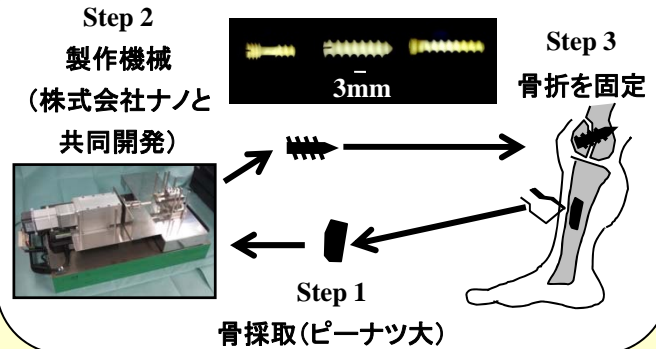 Step 2
製作機械
（株式会社ナノと
共同開発）
3mm
Step 3
骨折を固定
Step 1
骨採取（ピーナツ大）